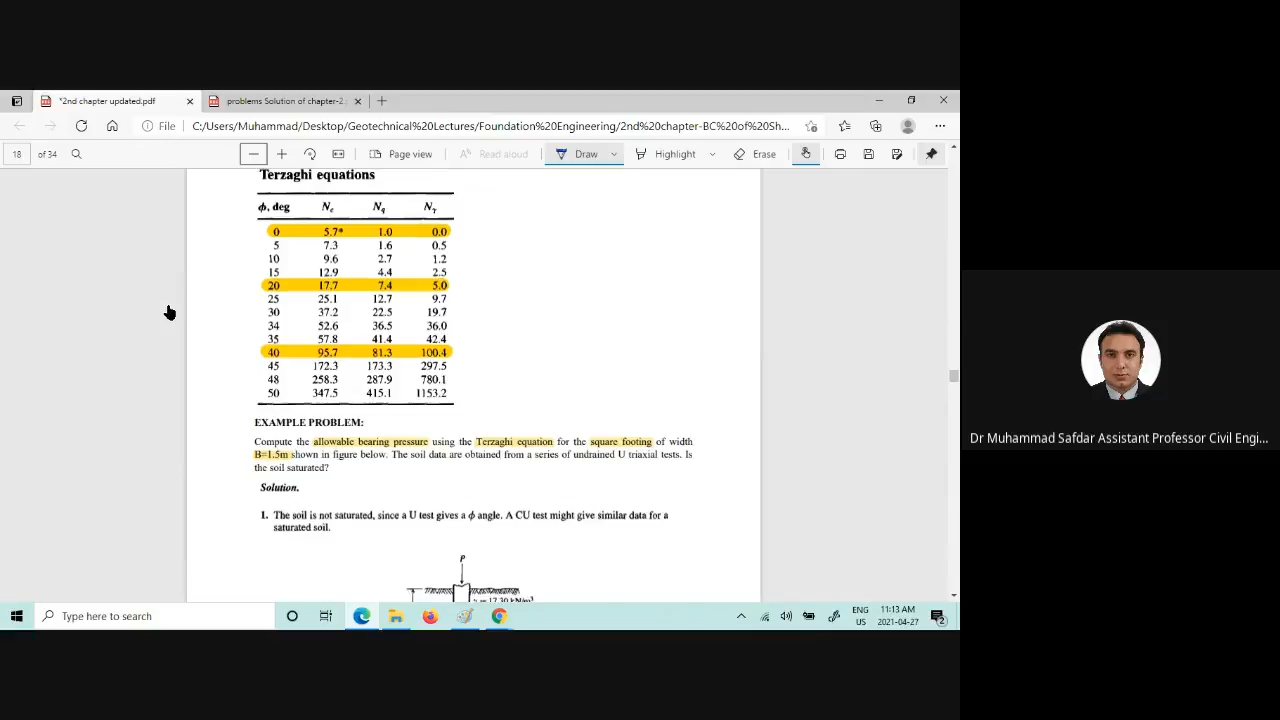 *2nd chapter updated.pdf
problems Solution of chapter-2.
File
C:/Users/Muhammad/Desktop/Geotechnical%20Lectures/Foundation%20Engineering/2nd%20chapter-BC%20of%20Sh...
18 of 34
Page view
Read aloud
Draw
Highlight
Erase
Terzaghi equations
ϕ, deg Nc Nq Nγ
0 5.7* 1.0 0.0
5 7.3 1.6 0.5
10 9.6 2.7 1.2
15 12.9 4.4 2.5
20 17.7 7.4 5.0
25 25.1 12.7 9.7
30 37.2 22.5 19.7
34 52.6 36.5 36.0
35 57.8 41.4 42.4
40 95.7 81.3 100.4
45 172.3 173.3 297.5
48 258.3 287.9 780.1
50 347.5 415.1 1153.2
EXAMPLE PROBLEM:
Compute the allowable bearing pressure using the Terzaghi equation for the square footing of width
B=1.5m shown in figure below. The soil data are obtained from a series of undrained U triaxial tests. Is
the soil saturated?
Solution.
1. The soil is not saturated, since a U test gives a ϕ angle. A CU test might give similar data for a
saturated soil.
P
= 17.30 kN/m³
Dr Muhammad Safdar Assistant Professor Civil Engi...
Type here to search
ENG
US
11:13 AM
2021-04-27
2